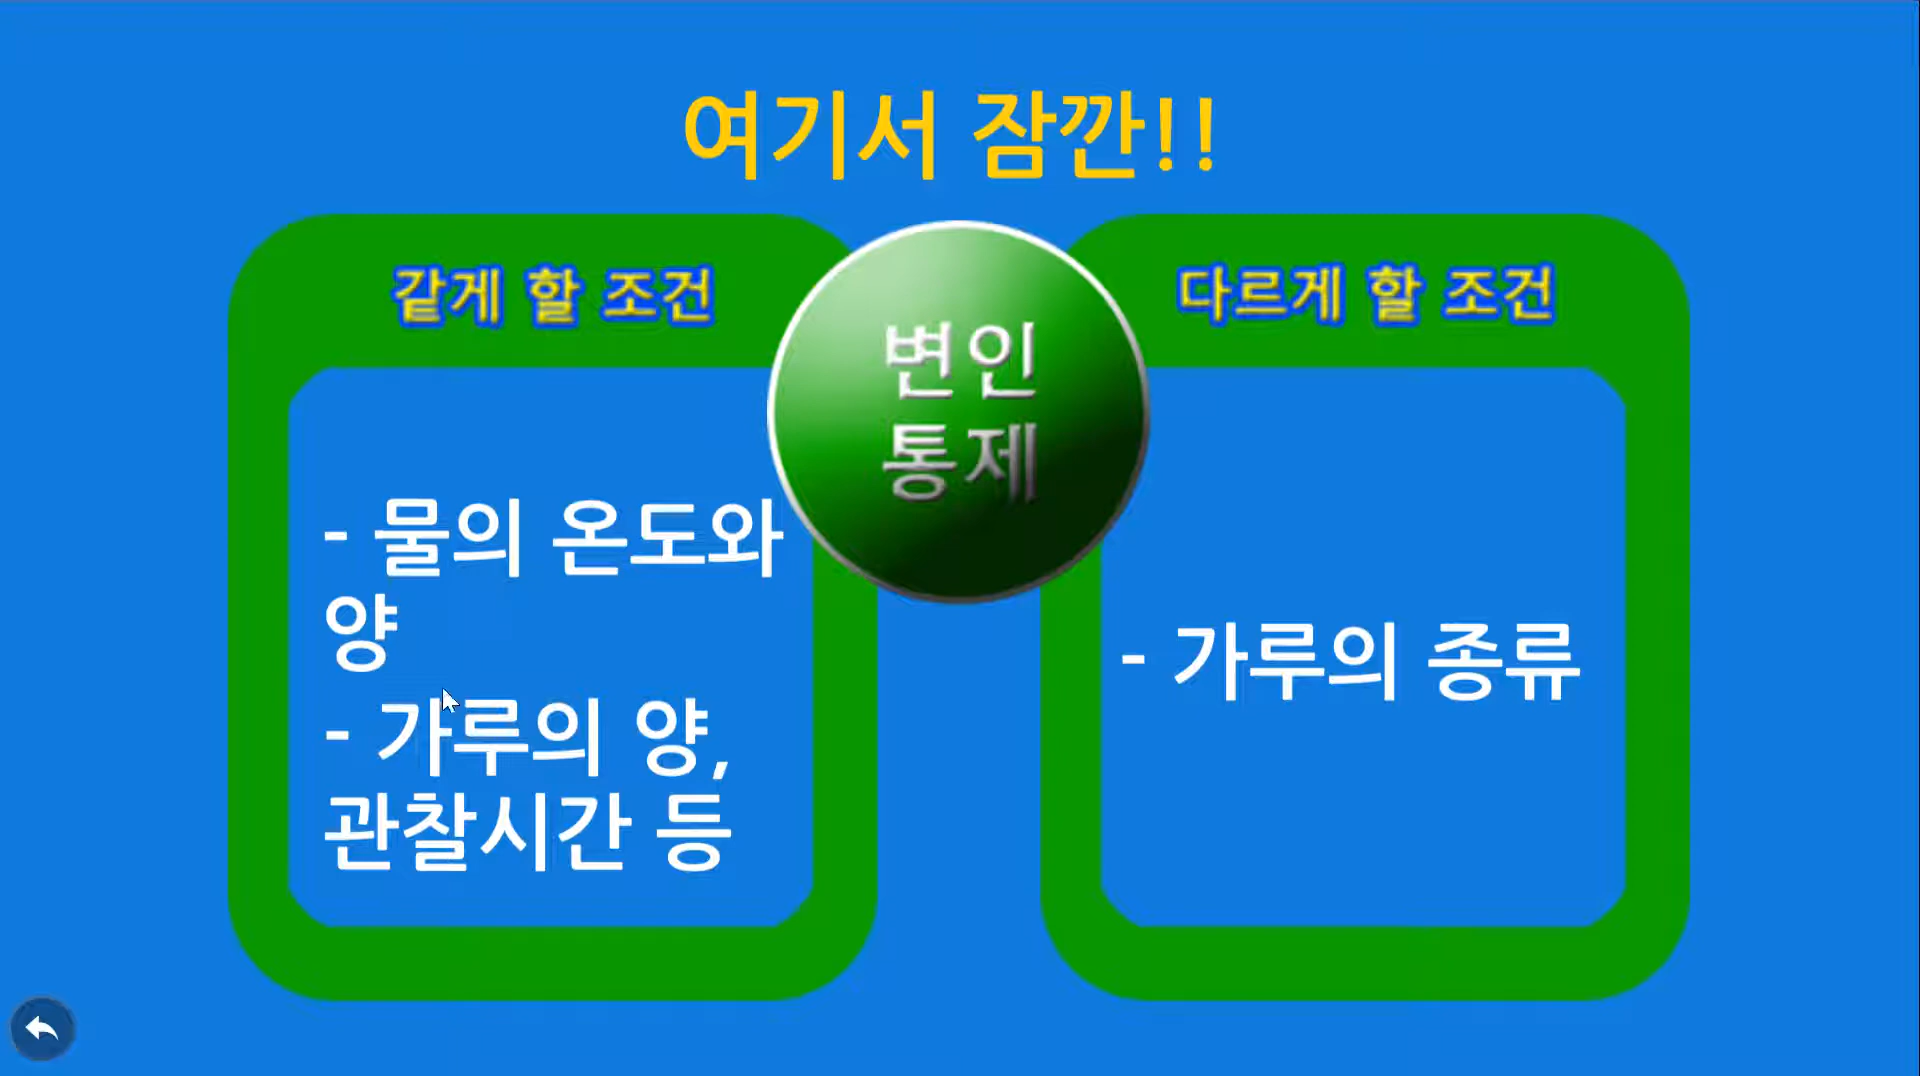 여기서 잠깐!!
같게 할 조건
변인
통제
다르게 할 조건
- 물의 온도와
양
- 가루의 양,
관찰시간 등
- 가루의 종류